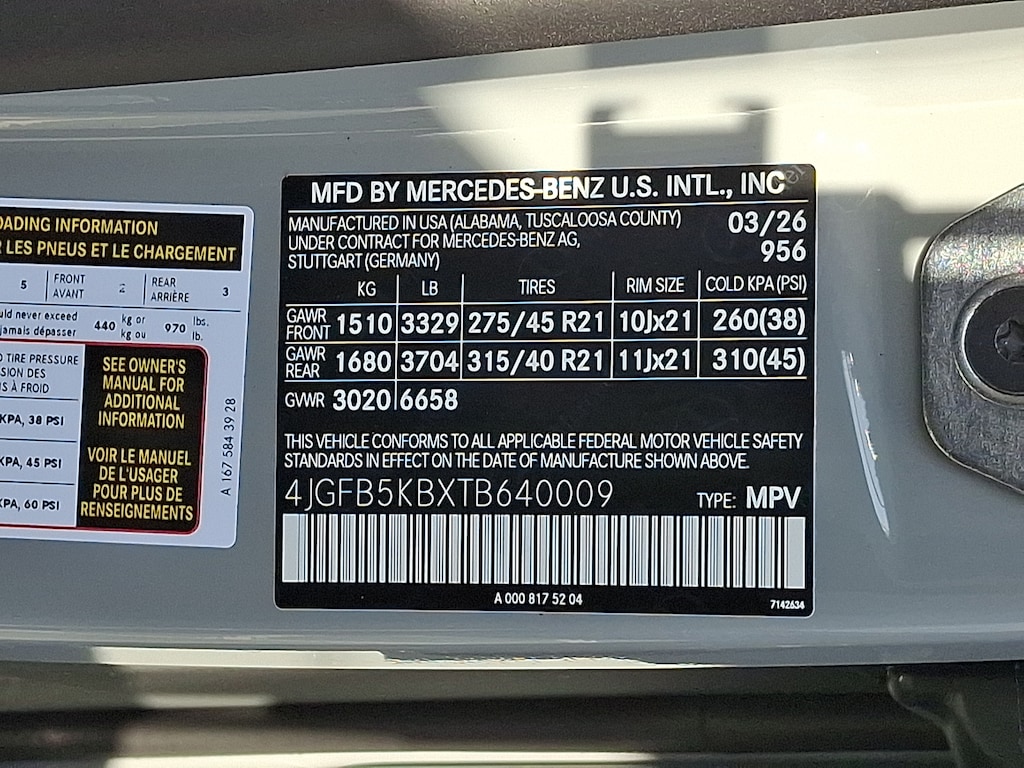 OADING INFORMATION
LES PNEUS ET LE CHARGEMENT
5 FRONT AVANT 2 REAR ARRIÈRE 3
never exceed
jamais dépasser 440 kg or kg ou 970 lbs. lb.
TIRE PRESSURE
SION DES
S À FROID
KPA, 38 PSI
KPA, 45 PSI
KPA, 60 PSI
SEE OWNER'S
MANUAL FOR
ADDITIONAL
INFORMATION
VOIR LE MANUEL
DE L'USAGER
POUR PLUS DE
RENSEIGNEMENTS
A 167 584 39 28
MFD BY MERCEDES-BENZ U.S. INTL., INC
MANUFACTURED IN USA (ALABAMA, TUSCALOOSA COUNTY) 03/26
UNDER CONTRACT FOR MERCEDES-BENZ AG, 956
STUTTGART (GERMANY)
KG LB TIRES RIM SIZE COLD KPA (PSI)
GAWR FRONT 1510 3329 275/45 R21 10Jx21 260(38)
GAWR REAR 1680 3704 315/40 R21 11Jx21 310(45)
GVWR 3020 6658
THIS VEHICLE CONFORMS TO ALL APPLICABLE FEDERAL MOTOR VEHICLE SAFETY
STANDARDS IN EFFECT ON THE DATE OF MANUFACTURE SHOWN ABOVE.
4JGFB5KBXTB640009 TYPE: MPV
A 000 817 52 04
7142634